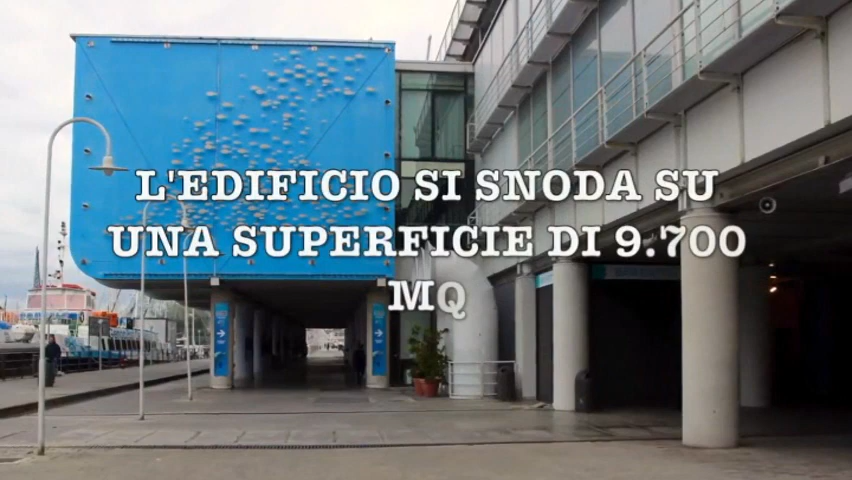 L'EDIFICIO SI SNODA SU
UNA SUPERFICIE DI 9.700
MQ